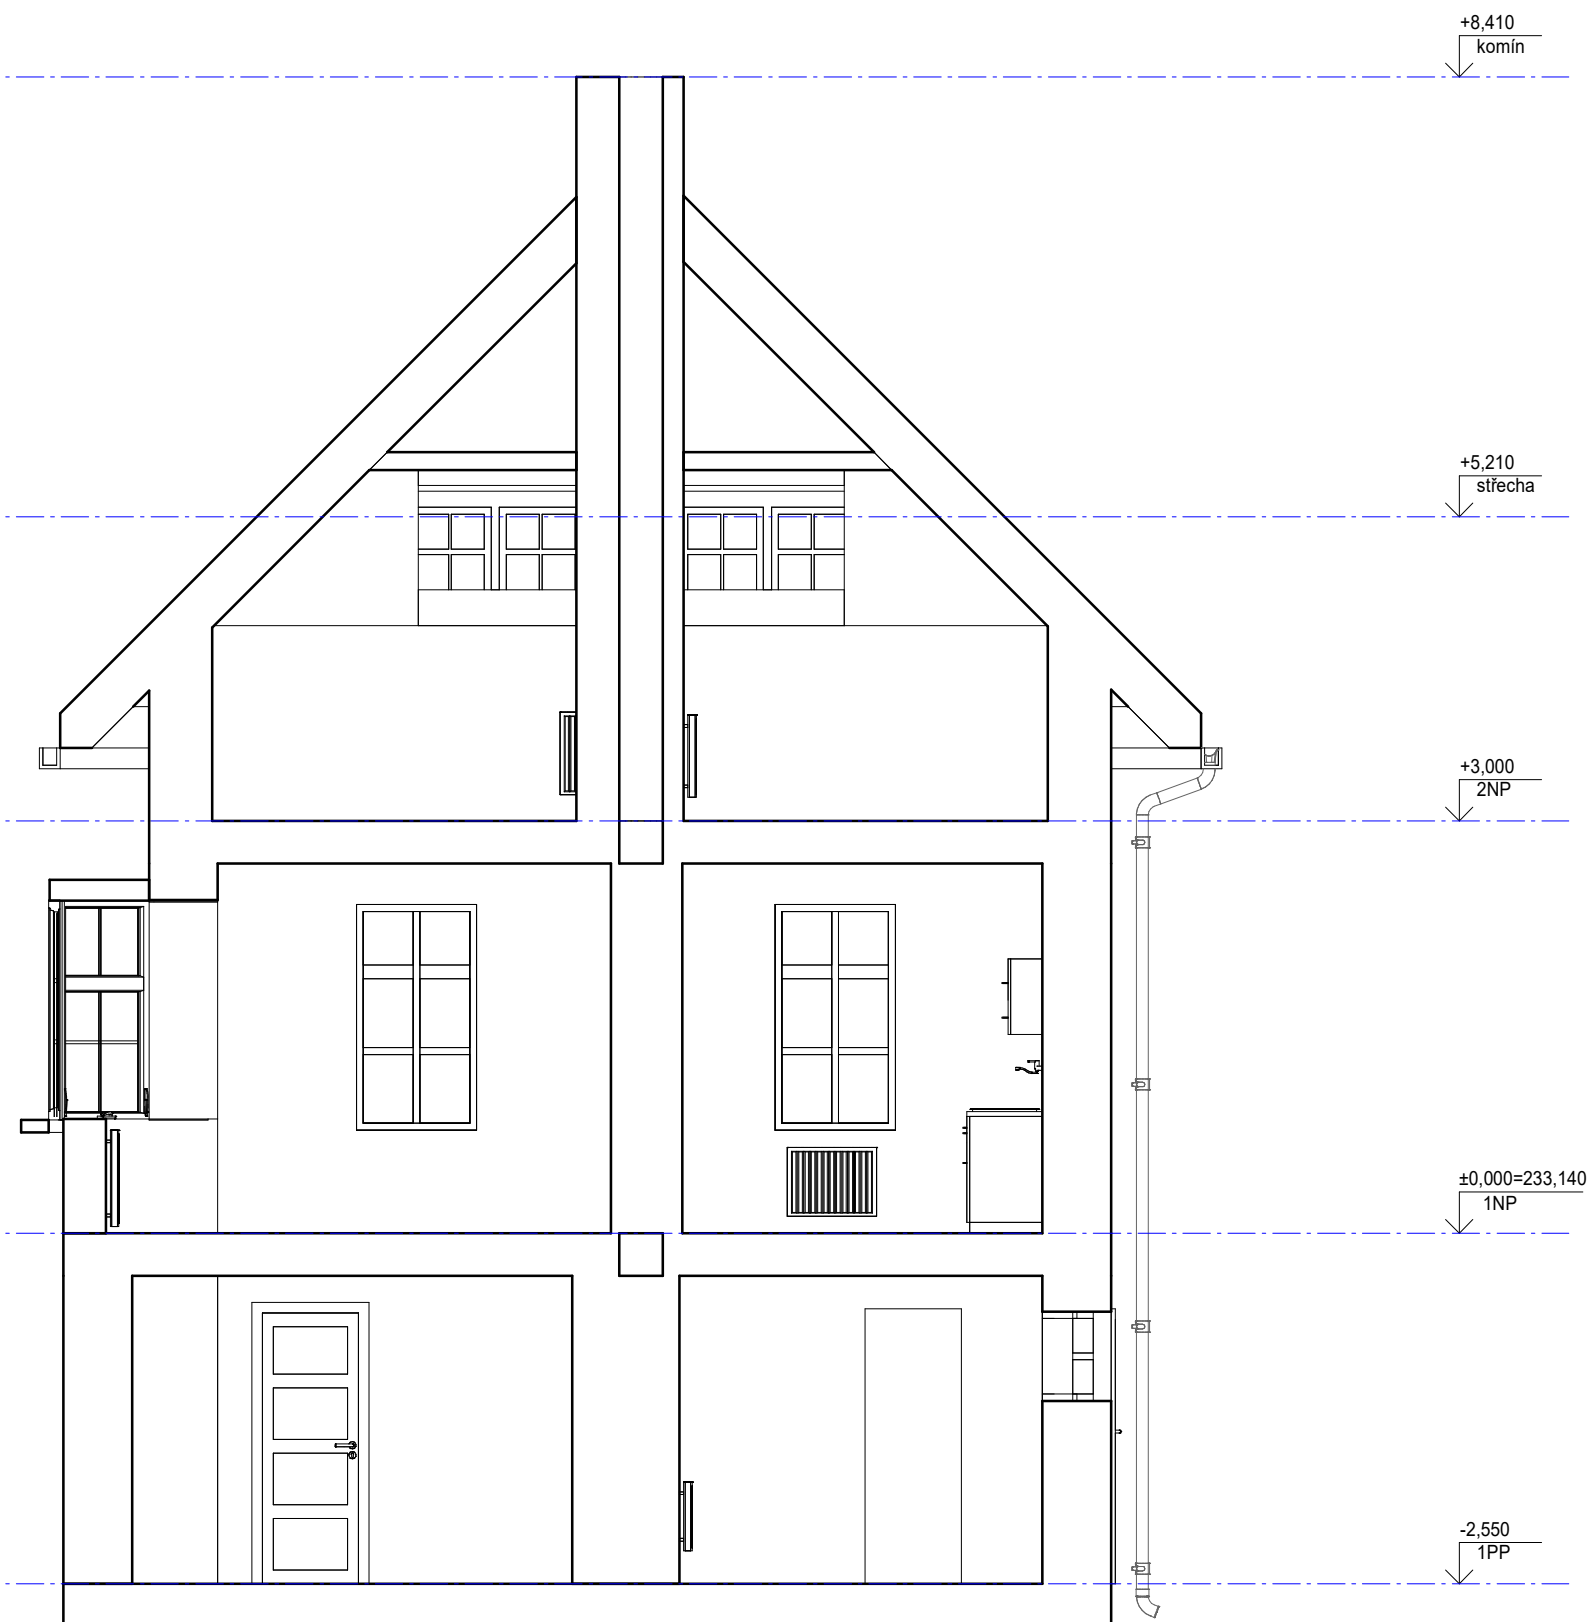 +8,410
komín
+5,210
střecha
+3,000
2NP
±0,000=233,140
1NP
-2,550
1PP